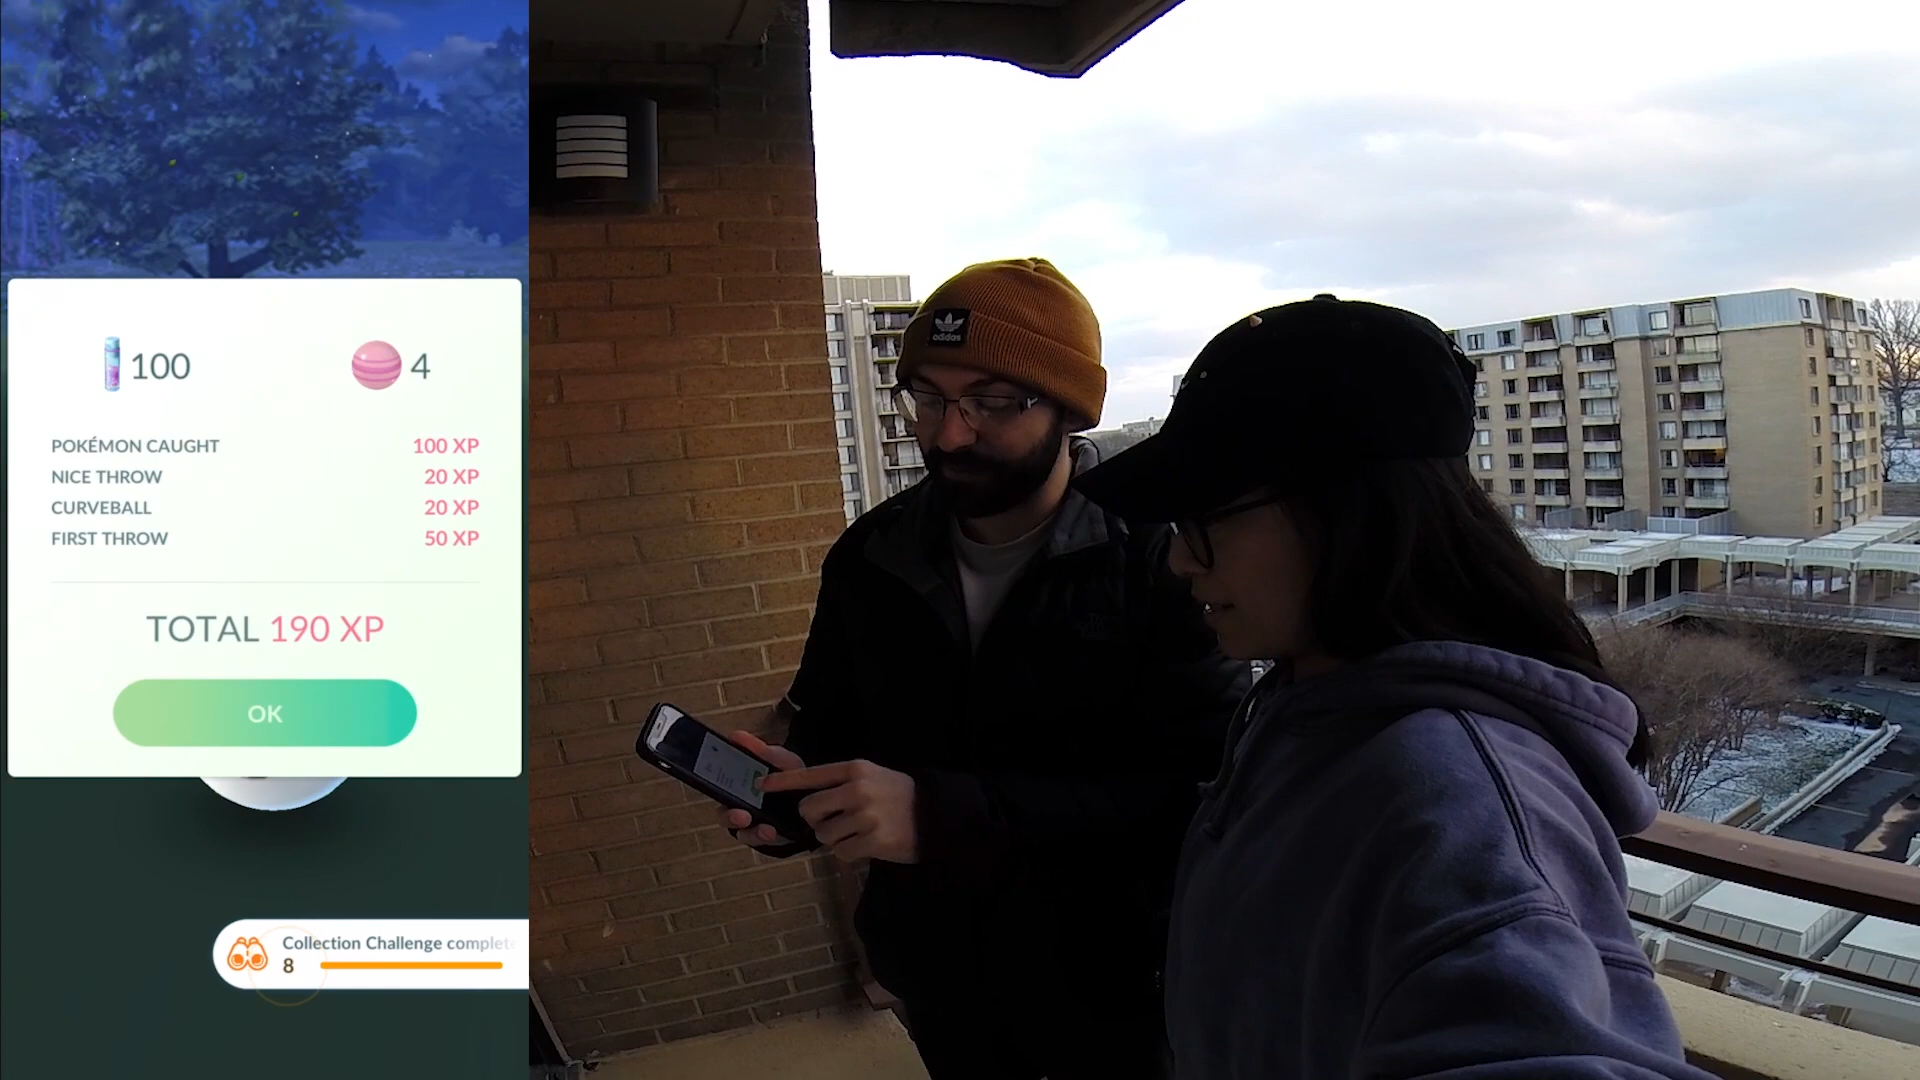 100
4
POKÉMON CAUGHT 100 XP
NICE THROW 20 XP
CURVEBALL 20 XP
FIRST THROW 50 XP
TOTAL 190 XP
OK
Collection Challenge complete
8
adidas